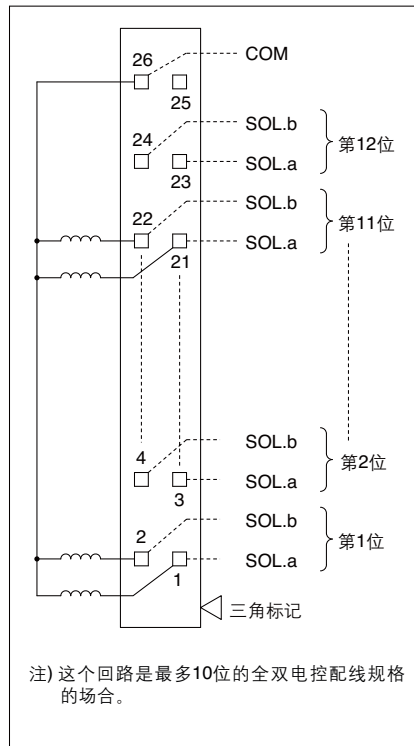 26 COM
25
24 SOL.b
23 SOL.a 第12位
22 SOL.b
21 SOL.a 第11位
4 SOL.b
3 SOL.a 第2位
2 SOL.b
1 SOL.a 第1位
三角标记
注) 这个回路是最多10位的全双电控配线规格
的场合。